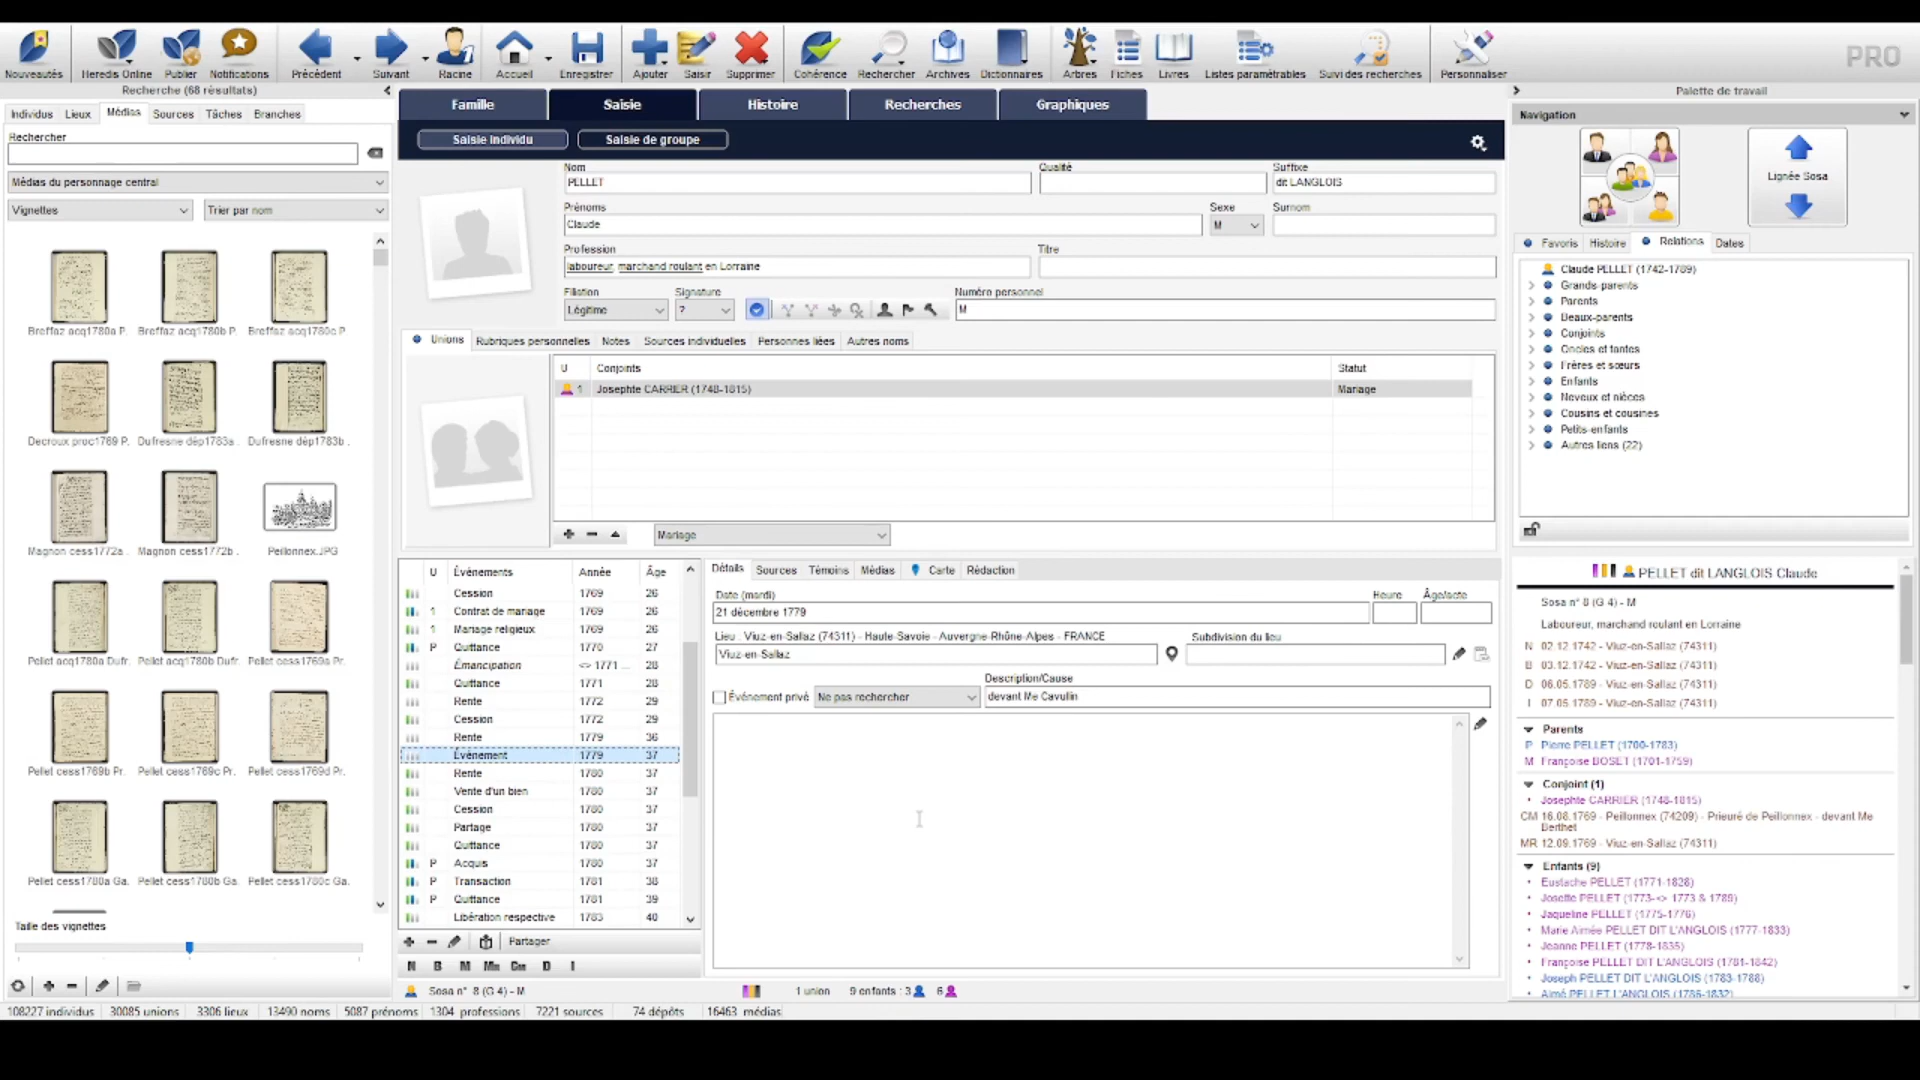 Nouveautés Heredis Online Publier Notifications Précédent Suivant Racine Accueil Enregistrer Ajouter Saisir Supprimer Cohérence Rechercher Archives Dictionnaires Arbres Fiches Livres Listes paramétrables Suivi des recherches Personnaliser PRO
Recherche (68 résultats)
Individus Lieux Médias Sources Tâches Branches
Rechercher
Médias du personnage central
Vignettes Trier par nom
Breffaz acq1780a P. Breffaz acq1780b P. Breffaz acq1780c P
Decroux proc1769 P. Dufresne dép1783a . Dufresne dép1783b .
Magnon cess1772a . Magnon cess1772b . Peillonnex.JPG
Pellet acq1780a Dufr. Pellet acq1780b Dufr. Pellet cess1769a Pr.
Pellet cess1769b Pr. Pellet cess1769c Pr. Pellet cess1769d Pr.
Pellet cess1780a Ga. Pellet cess1780b Ga. Pellet cess1780c Ga.
Taille des vignettes
Famille Saisie Histoire Recherches Graphiques
Saisie individu Saisie de groupe
Nom Qualité Suffixe
PELLET dit LANGLOIS
Prénoms Sexe Surnom
Claude M
Profession Titre
laboureur, marchand roulant en Lorraine
Filiation Signature Numéro personnel
Légitime ? M
Unions Rubriques personnelles Notes Sources individuelles Personnes liées Autres noms
U Conjoints Statut
1 Josephte CARRIER (1748-1815) Mariage
Mariage
U Événements Année Âge
Cession 1769 26
1 Contrat de mariage 1769 26
1 Mariage religieux 1769 26
P Quittance 1770 27
Émancipation <> 1771 ... 28
Quittance 1771 28
Rente 1772 29
Cession 1772 29
Rente 1779 36
Événement 1779 37
Rente 1780 37
Vente d'un bien 1780 37
Cession 1780 37
Partage 1780 37
Quittance 1780 37
P Acquis 1780 37
P Transaction 1781 38
P Quittance 1781 39
Libération respective 1783 40
Partager
N B M D I
Détails Sources Témoins Médias Carte Rédaction
Date (mardi) Heure Âge/acte
21 décembre 1779
Lieu : Viuz-en-Sallaz (74311) - Haute-Savoie - Auvergne-Rhône-Alpes - FRANCE Subdivision du lieu
Viuz-en-Sallaz
Description/Cause
Événement privé Ne pas rechercher devant Me Cavullin
Sosa n° 8 (G 4) - M 1 union 9 enfants : 3 6
108227 individus 30085 unions 3306 lieux 13490 noms 5087 prénoms 1304 professions 7221 sources 74 dépôts 16463 médias
Palette de travail
Navigation
Lignée Sosa
Favoris Histoire Relations Dates
Claude PELLET (1742-1789)
Grands-parents
Parents
Beaux-parents
Conjoints
Oncles et tantes
Frères et sœurs
Enfants
Neveux et nièces
Cousins et cousines
Petits-enfants
Autres liens (22)
PELLET dit LANGLOIS Claude
Sosa n° 8 (G 4) - M
Laboureur, marchand roulant en Lorraine
N 02.12.1742 - Viuz-en-Sallaz (74311)
B 03.12.1742 - Viuz-en-Sallaz (74311)
D 06.05.1789 - Viuz-en-Sallaz (74311)
I 07.05.1789 - Viuz-en-Sallaz (74311)
Parents
P Pierre PELLET (1700-1783)
M Françoise BOSET (1701-1759)
Conjoint (1)
Josephte CARRIER (1748-1815)
CM 16.08.1769 - Peillonnex (74209) - Prieuré de Peillonnex - devant Me
Berthet
MR 12.09.1769 - Viuz-en-Sallaz (74311)
Enfants (9)
Eustache PELLET (1771-1828)
Josette PELLET (1773-<> 1773 & 1789)
Jaqueline PELLET (1775-1776)
Marie Aimée PELLET DIT L'ANGLOIS (1777-1833)
Jeanne PELLET (1778-1835)
Françoise PELLET DIT L'ANGLOIS (1781-1842)
Joseph PELLET DIT L'ANGLOIS (1783-1788)
Aimé PELLET L'ANGLOIS (1786-1832)